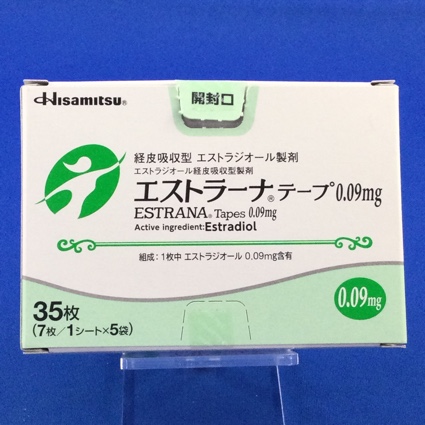 Hisamitsu®
開封口
経皮吸収型 エストラジオール製剤
エストラジオール経皮吸収型製剤
エストラーナ®テープ0.09mg
ESTRANA® Tapes 0.09mg
Active ingredient:Estradiol
組成:1枚中 エストラジオール 0.09mg含有
35枚
(7枚/1シート×5袋)
0.09mg